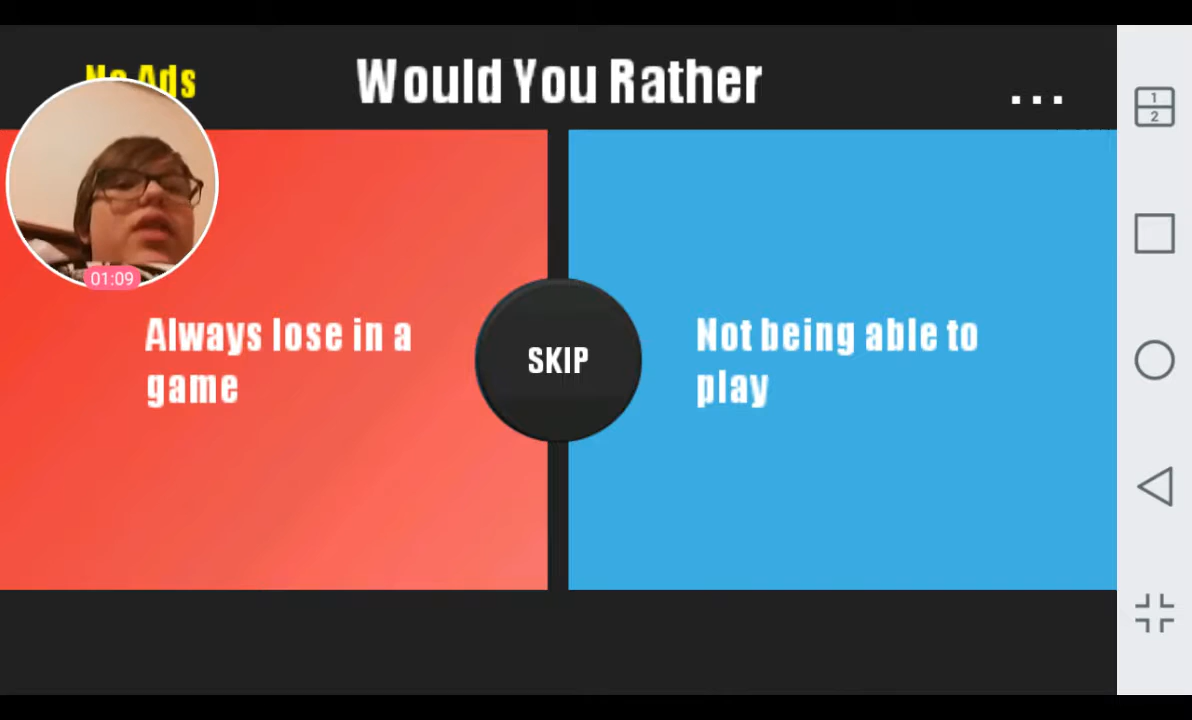 No Ads
Would You Rather
...
01:09
Always lose in a
game
SKIP
Not being able to
play
1
2